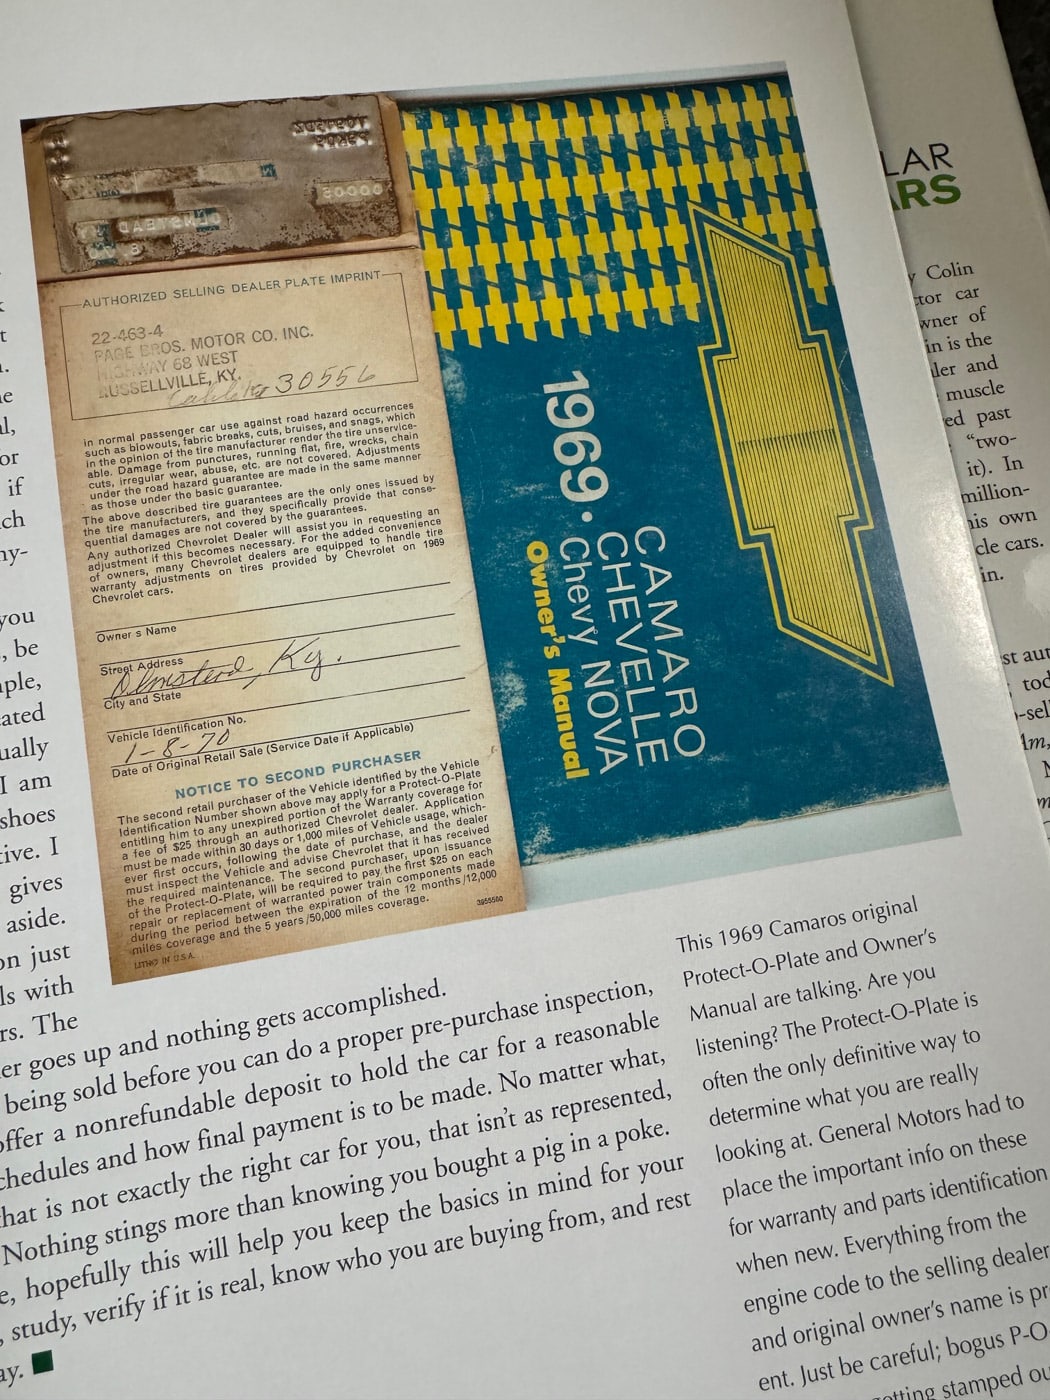 AUTHORIZED SELLING DEALER PLATE IMPRINT
22-463-4
PAGE BROS. MOTOR CO. INC.
HIGHWAY 68 WEST
RUSSELLVILLE, KY.
30556
in normal passenger car use against road hazard occurrences
such as blowouts, fabric breaks, cuts, bruises, and snags, which
in the opinion of the tire manufacturer render the tire unservice-
able. Damage from punctures, running flat, fire, wrecks, chain
cuts, irregular wear, abuse, etc. are not covered. Adjustments
under the road hazard guarantee are made in the same manner
as those under the basic guarantee.
The above described tire guarantees are the only ones issued by
the tire manufacturers, and they specifically provide that conse-
quential damages are not covered by the guarantees.
Any authorized Chevrolet Dealer will assist you in requesting an
adjustment if this becomes necessary. For the added convenience
of owners, many Chevrolet dealers are equipped to handle tire
warranty adjustments on tires provided by Chevrolet on 1969
Chevrolet cars.
Owner s Name
Street Address
Olmstead, Ky.
City and State
Vehicle Identification No.
1-8-70
Date of Original Retail Sale (Service Date if Applicable)
NOTICE TO SECOND PURCHASER
The second retail purchaser of the Vehicle identified by the Vehicle
Identification Number shown above may apply for a Protect-O-Plate
entitling him to any unexpired portion of the Warranty coverage for
a fee of $25 through an authorized Chevrolet dealer. Application
must be made within 30 days or 1,000 miles of Vehicle usage, which-
ever first occurs, following the date of purchase, and the dealer
must inspect the Vehicle and advise Chevrolet that it has received
the required maintenance. The second purchaser, upon issuance
of the Protect-O-Plate, will be required to pay the first $25 on each
repair or replacement of warranted power train components made
during the period between the expiration of the 12 months/12,000
miles coverage and the 5 years/50,000 miles coverage.
LITHO IN U.S.A.
3955560
1969 • Chevy NOVA
CAMARO
CHEVELLE
Owner's Manual
er goes up and nothing gets accomplished.
being sold before you can do a proper pre-purchase inspection,
offer a nonrefundable deposit to hold the car for a reasonable
chedules and how final payment is to be made. No matter what,
hat is not exactly the right car for you, that isn't as represented,
Nothing stings more than knowing you bought a pig in a poke.
e, hopefully this will help you keep the basics in mind for your
, study, verify if it is real, know who you are buying from, and rest
ay.
This 1969 Camaros original
Protect-O-Plate and Owner's
Manual are talking. Are you
listening? The Protect-O-Plate is
often the only definitive way to
determine what you are really
looking at. General Motors had to
place the important info on these
for warranty and parts identification
when new. Everything from the
engine code to the selling dealer
and original owner's name is pr
ent. Just be careful; bogus P-O
etting stamped ou
if
you
, be
ated
ually
I am
shoes
tive. I
gives
aside.
on just
ls with
rs. The
LAR
ARS
y Colin
ctor car
wner of
in is the
ler and
muscle
ed past
"two-
it). In
million-
his own
cle cars.
in.